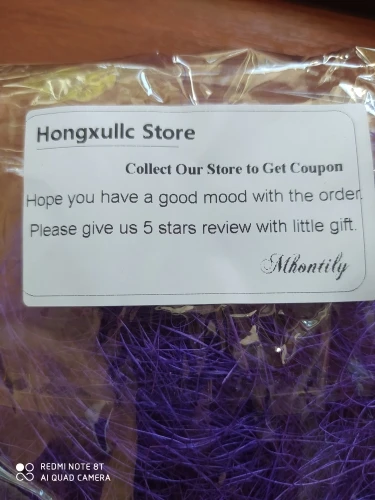 Hongxullc Store
Collect Our Store to Get Coupon
Hope you have a good mood with the order.
Please give us 5 stars review with little gift.
Mhontily
REDMI NOTE 8T
AI QUAD CAMERA